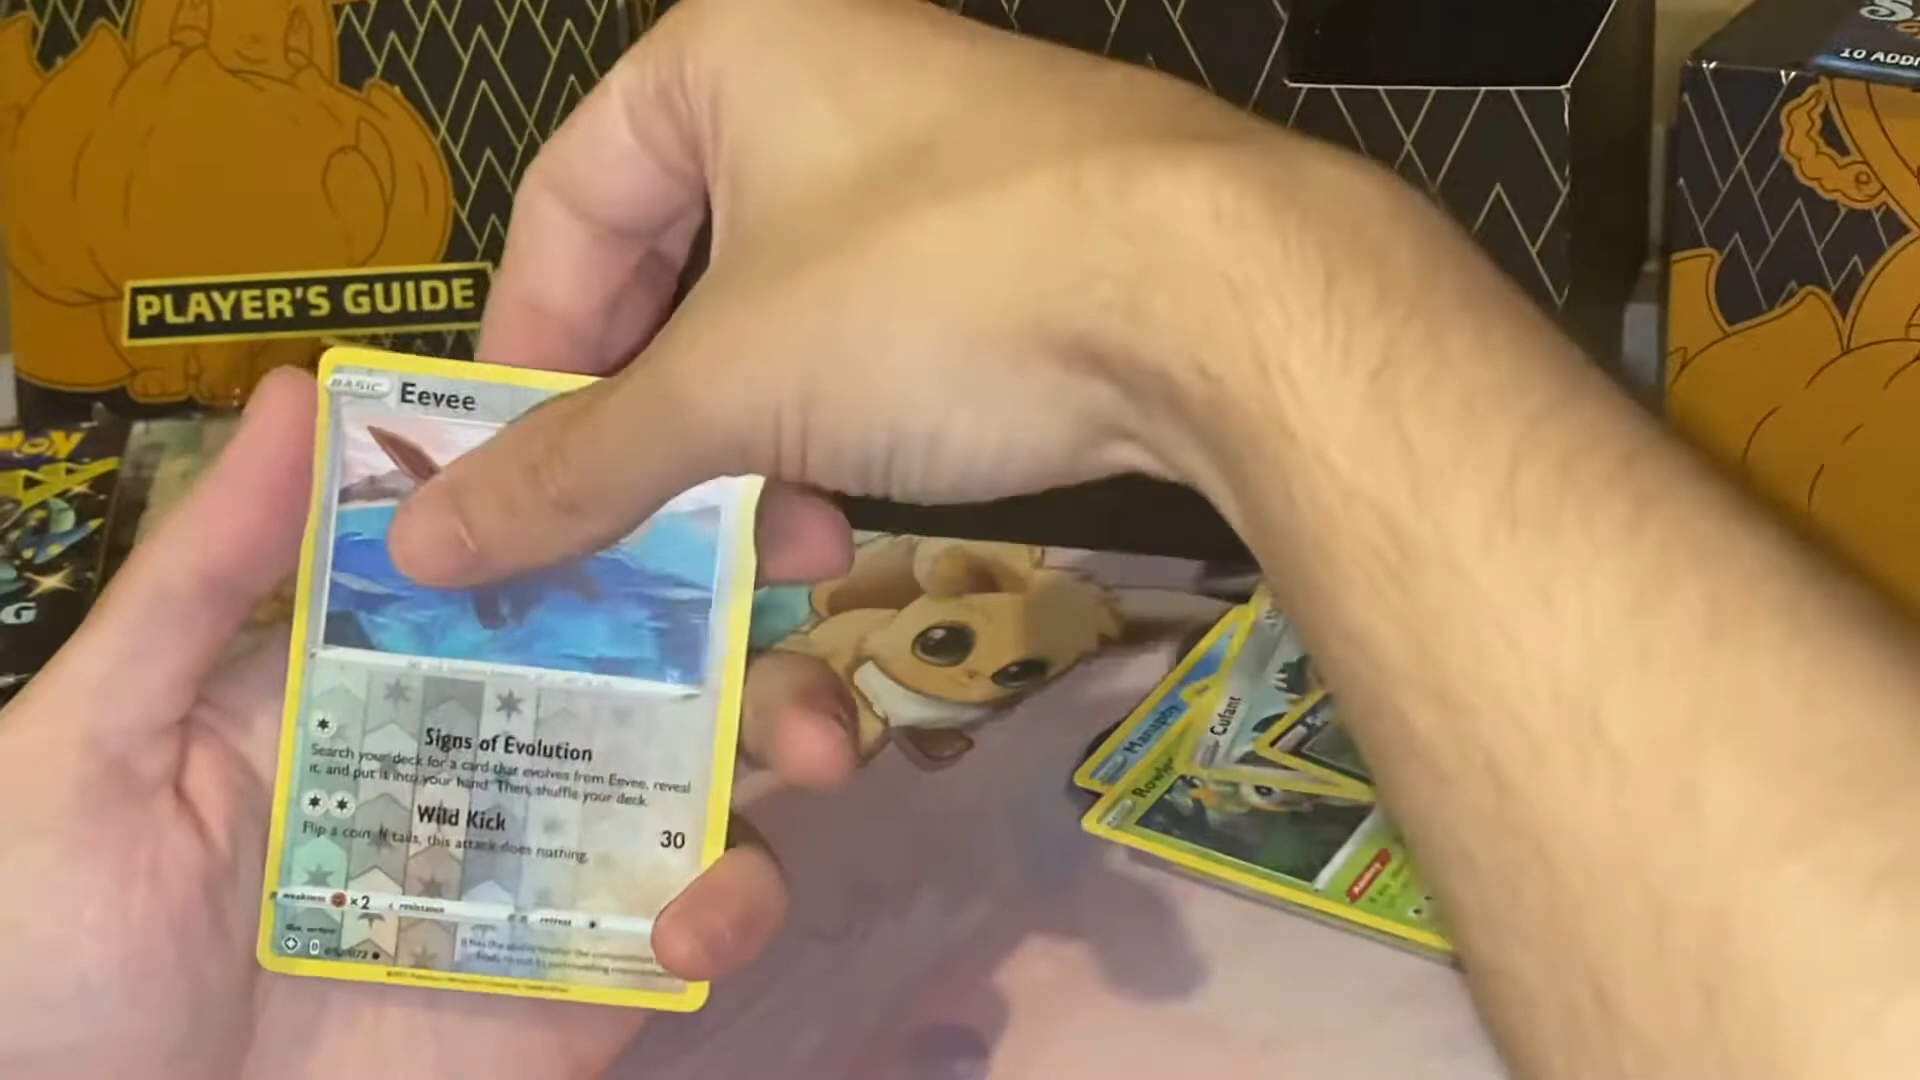 10 ADDI
PLAYER'S GUIDE
BASIC Eevee
G
Signs of Evolution
Search your deck for a card that evolves from Eevee, reveal
it, and put it into your hand. Then, shuffle your deck.
Wild Kick
30
Flip a coin. If tails, this attack does nothing.
weakness ×2 resistance retreat
D
Manaphy
Cufant
Rowlet
Ability